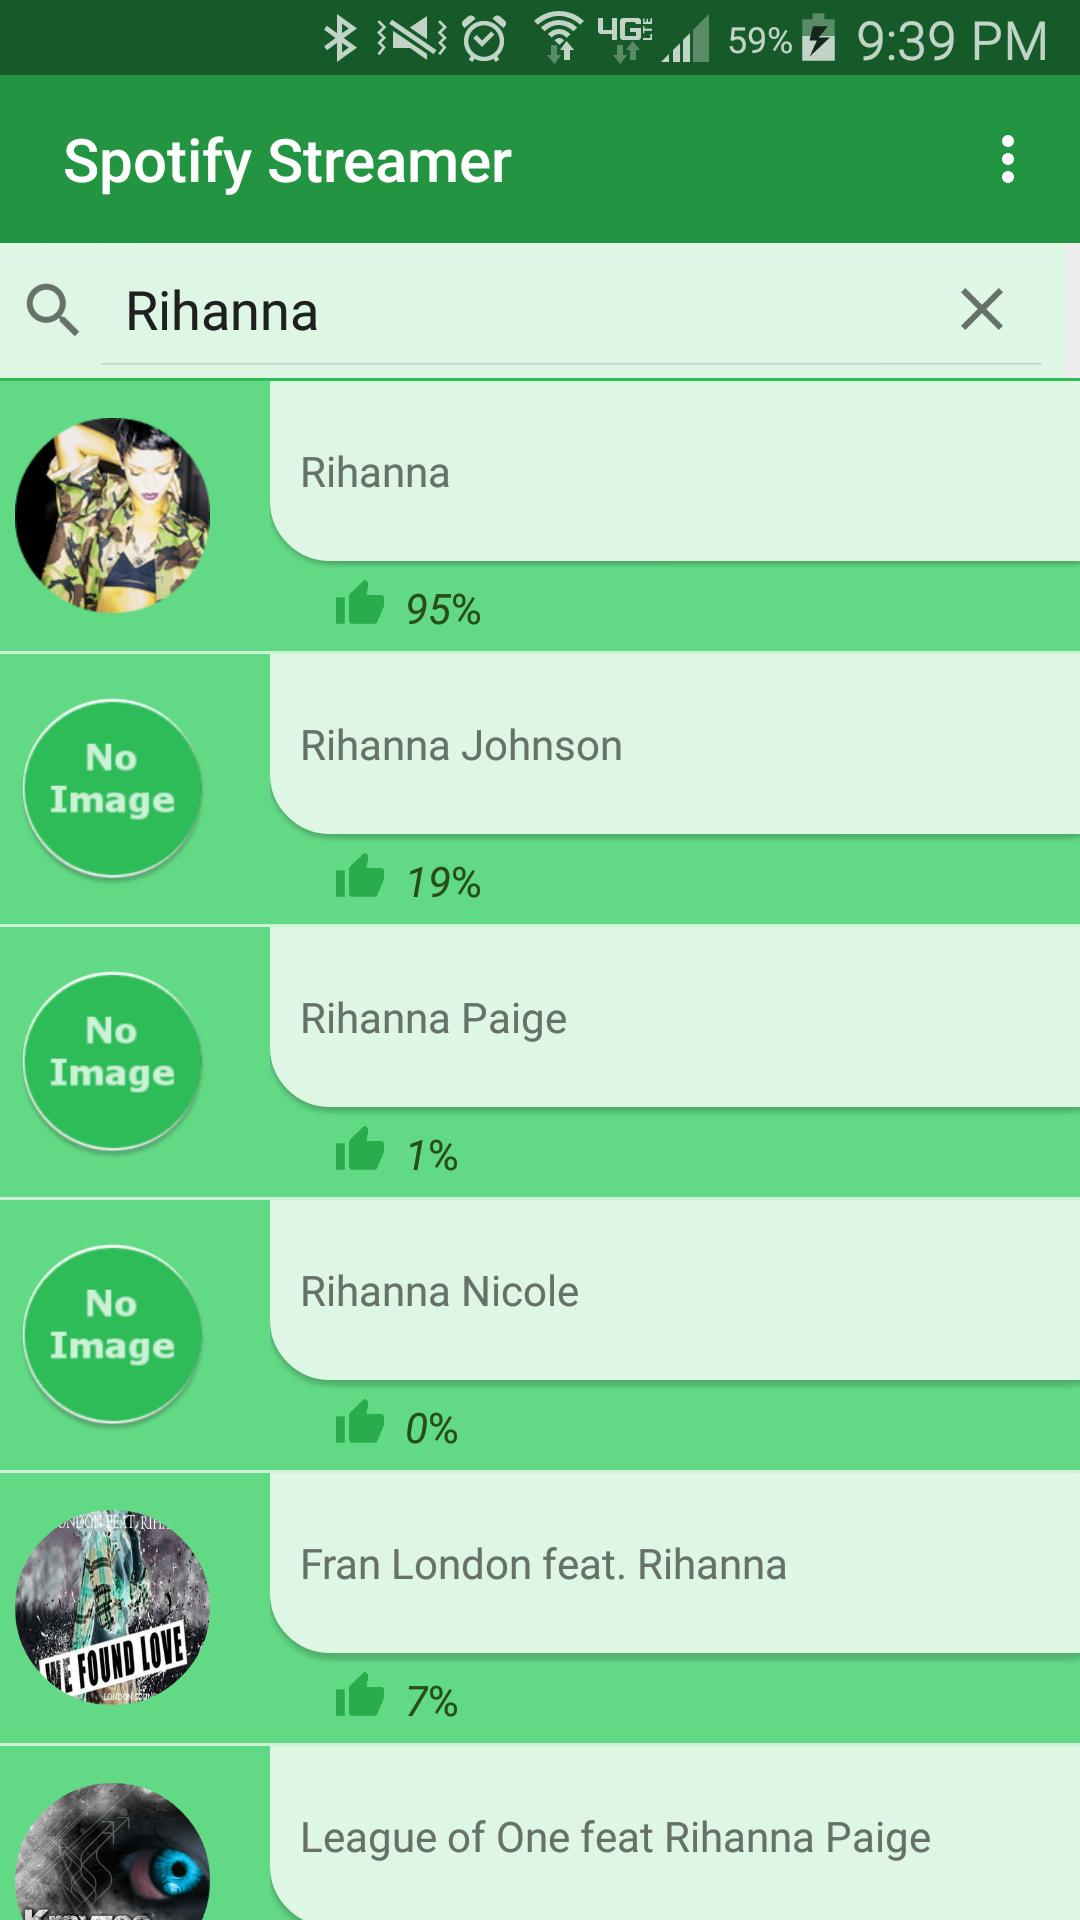 4G LTE 59% 9:39 PM
Spotify Streamer
Rihanna
Rihanna
95%
No
Image
Rihanna Johnson
19%
No
Image
Rihanna Paige
1%
No
Image
Rihanna Nicole
0%
LONDON FEAT. RIH
WE FOUND LOVE
Fran London feat. Rihanna
7%
League of One feat Rihanna Paige